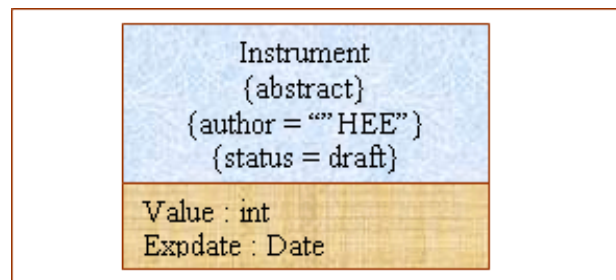 Instrument
{abstract}
{author = “”HEE”}
{status = draft}
Value : int
Expdate : Date